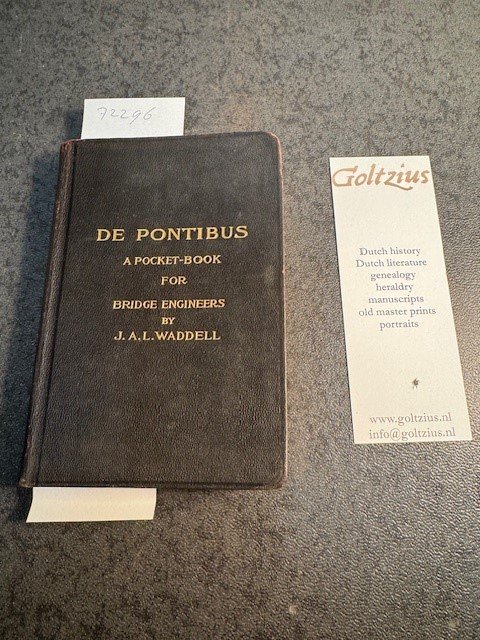 72296
DE PONTIBUS
A POCKET-BOOK
FOR
BRIDGE ENGINEERS
BY
J. A. L. WADDELL
Goltzius
Dutch history
Dutch literature
genealogy
heraldry
manuscripts
old master prints
portraits
www.goltzius.nl
info@goltzius.nl